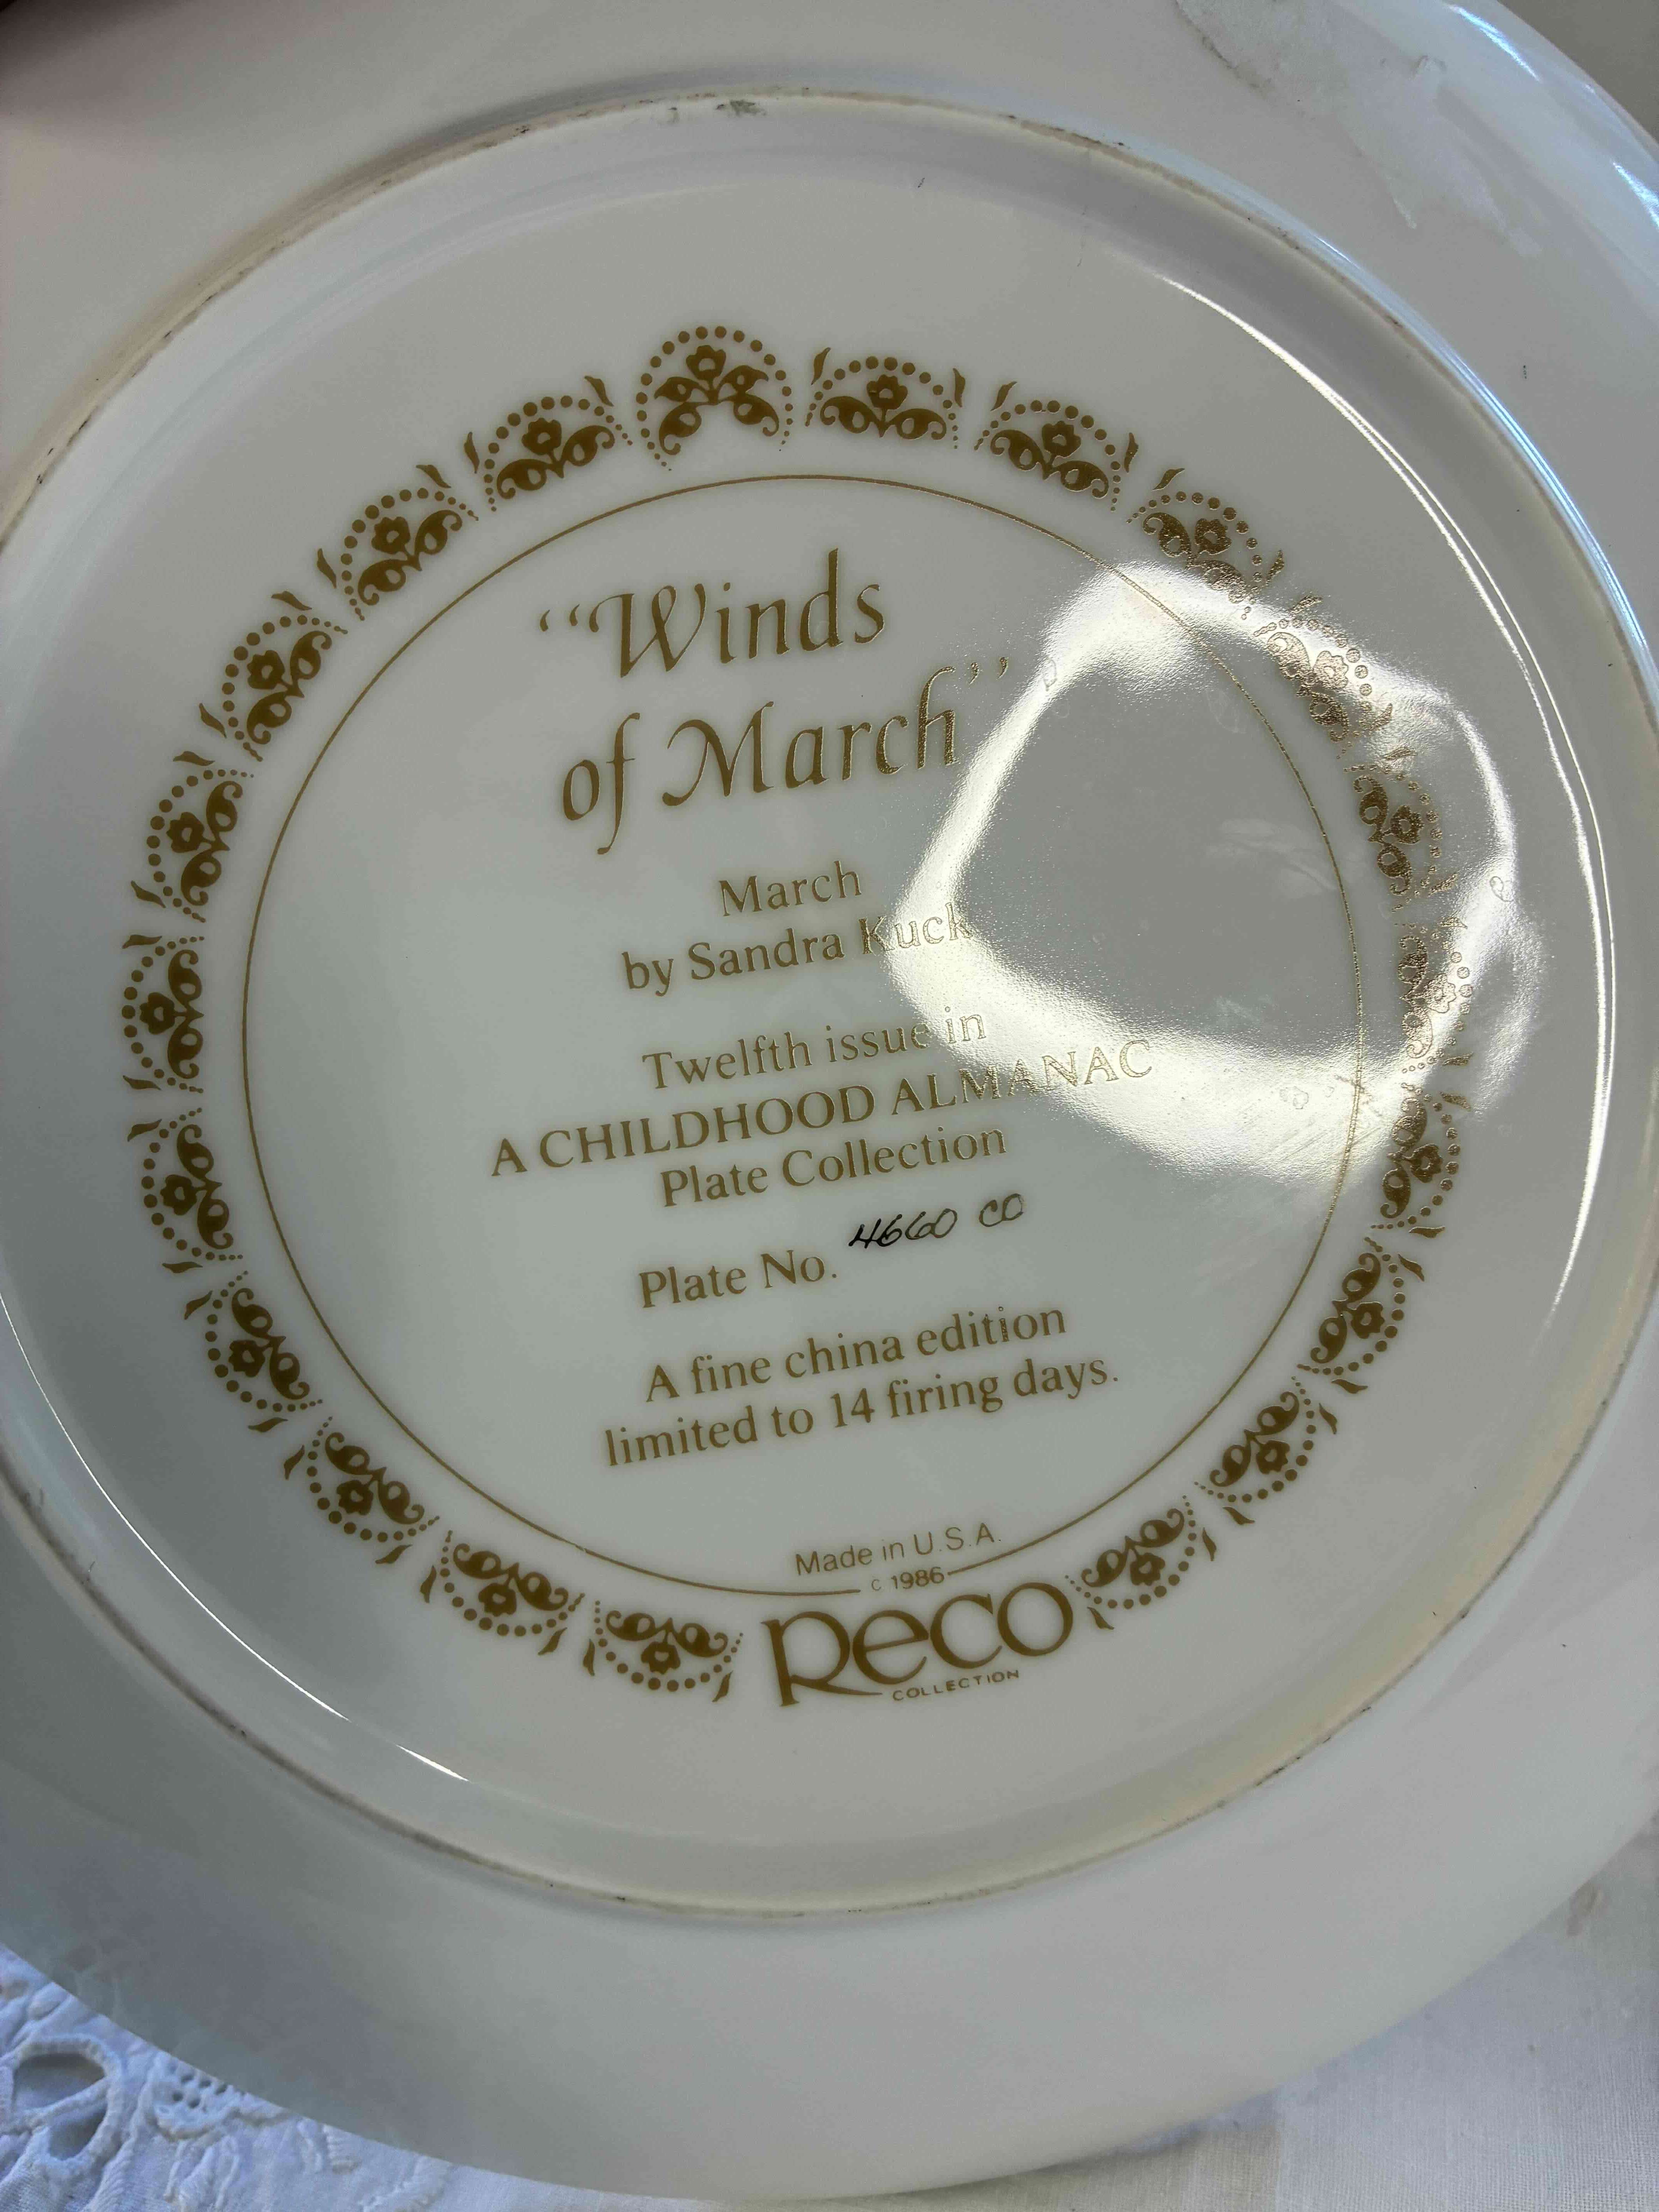 “Winds
of March”
March
by Sandra Kuck
Twelfth issue in
A CHILDHOOD ALMANAC
Plate Collection
Plate No. 4660 CO
A fine china edition
limited to 14 firing days.
Made in U.S.A.
c 1986
Reco
COLLECTION